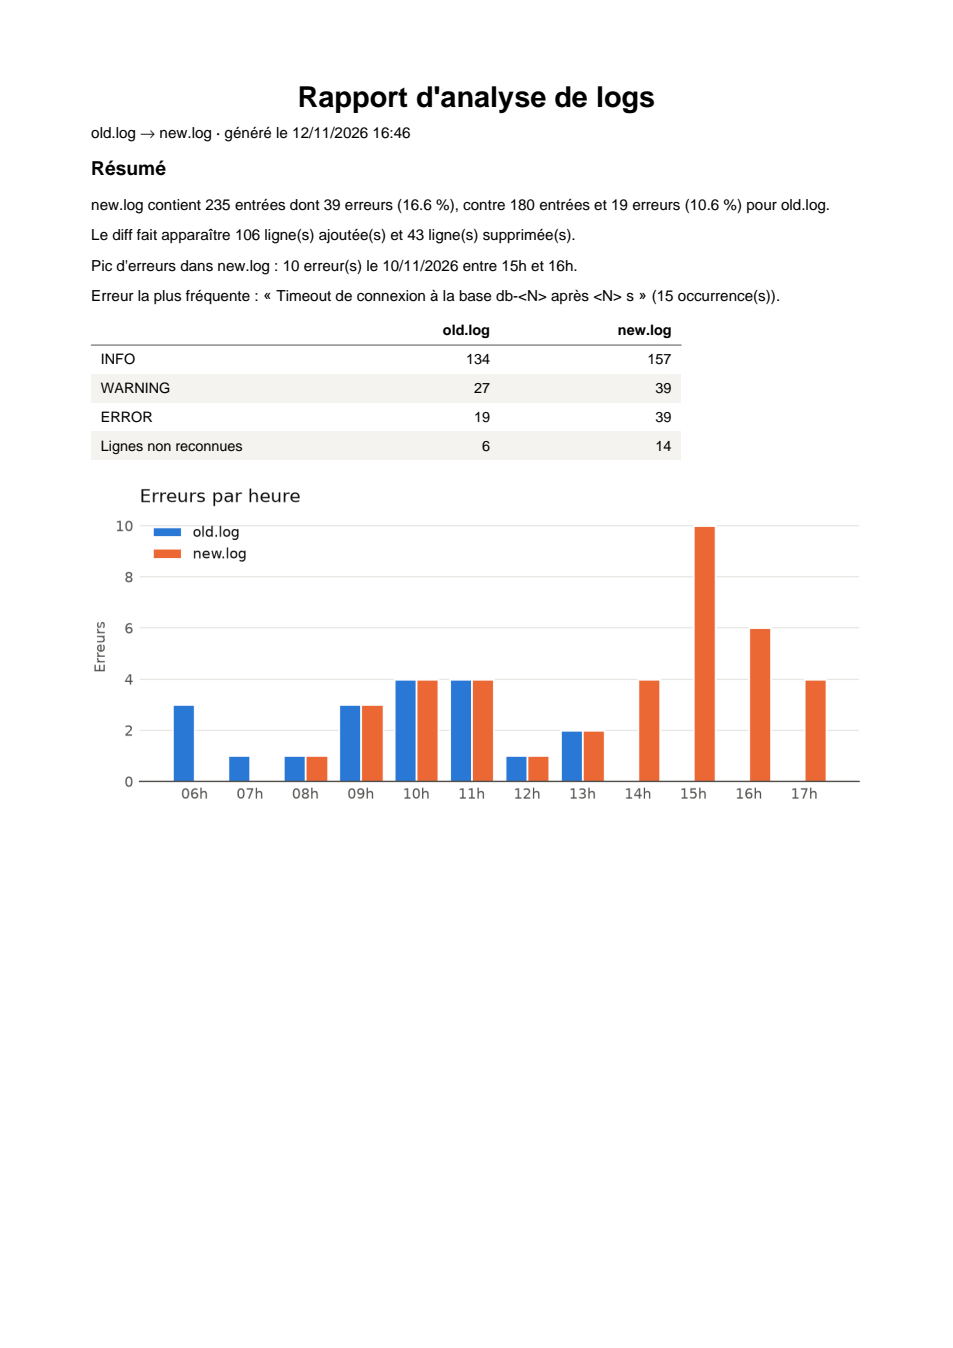 Rapport d'analyse de logs
old.log → new.log · généré le 12/11/2026 16:46
Résumé
new.log contient 235 entrées dont 39 erreurs (16.6 %), contre 180 entrées et 19 erreurs (10.6 %) pour old.log.
Le diff fait apparaître 106 ligne(s) ajoutée(s) et 43 ligne(s) supprimée(s).
Pic d'erreurs dans new.log : 10 erreur(s) le 10/11/2026 entre 15h et 16h.
Erreur la plus fréquente : « Timeout de connexion à la base db-<N> après <N> s » (15 occurrence(s)).
old.log new.log
INFO 134 157
WARNING 27 39
ERROR 19 39
Lignes non reconnues 6 14
Erreurs par heure
old.log
new.log
Erreurs
10
8
6
4
2
0
06h 07h 08h 09h 10h 11h 12h 13h 14h 15h 16h 17h